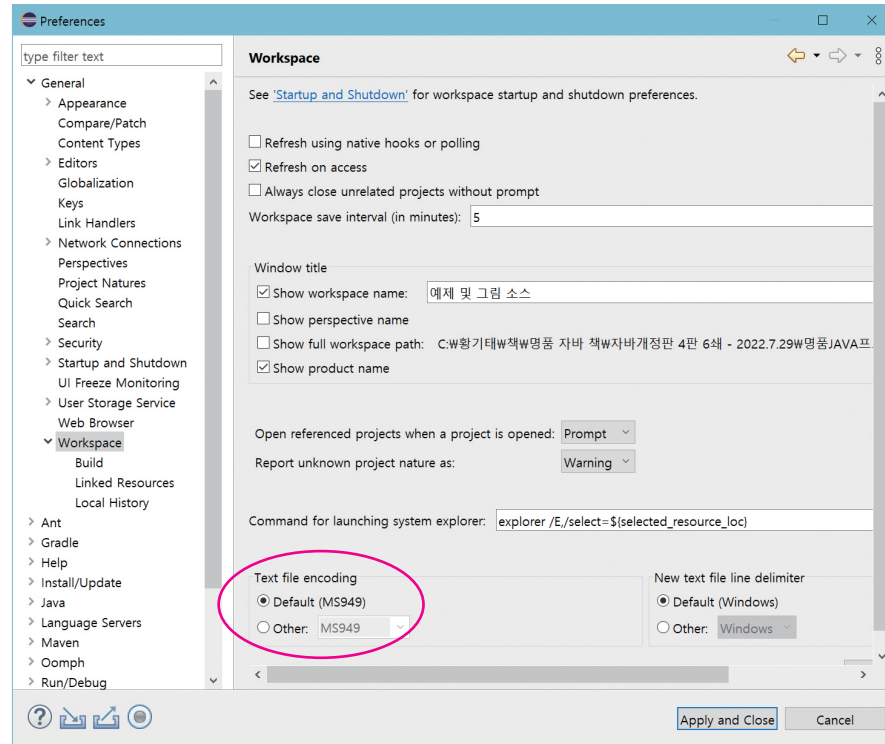 Preferences
type filter text
General
Appearance
Compare/Patch
Content Types
Editors
Globalization
Keys
Link Handlers
Network Connections
Perspectives
Project Natures
Quick Search
Search
Security
Startup and Shutdown
UI Freeze Monitoring
User Storage Service
Web Browser
Workspace
Build
Linked Resources
Local History
Ant
Gradle
Help
Install/Update
Java
Language Servers
Maven
Oomph
Run/Debug
Workspace
See 'Startup and Shutdown' for workspace startup and shutdown preferences.
Refresh using native hooks or polling
Refresh on access
Always close unrelated projects without prompt
Workspace save interval (in minutes): 5
Window title
Show workspace name: 예제 및 그림 소스
Show perspective name
Show full workspace path: C:₩황기태₩책₩명품 자바 책₩자바개정판 4판 6쇄 - 2022.7.29₩명품JAVA프
Show product name
Open referenced projects when a project is opened: Prompt
Report unknown project nature as: Warning
Command for launching system explorer: explorer /E,/select=${selected_resource_loc}
Text file encoding
Default (MS949)
Other: MS949
New text file line delimiter
Default (Windows)
Other: Windows
Apply and Close
Cancel